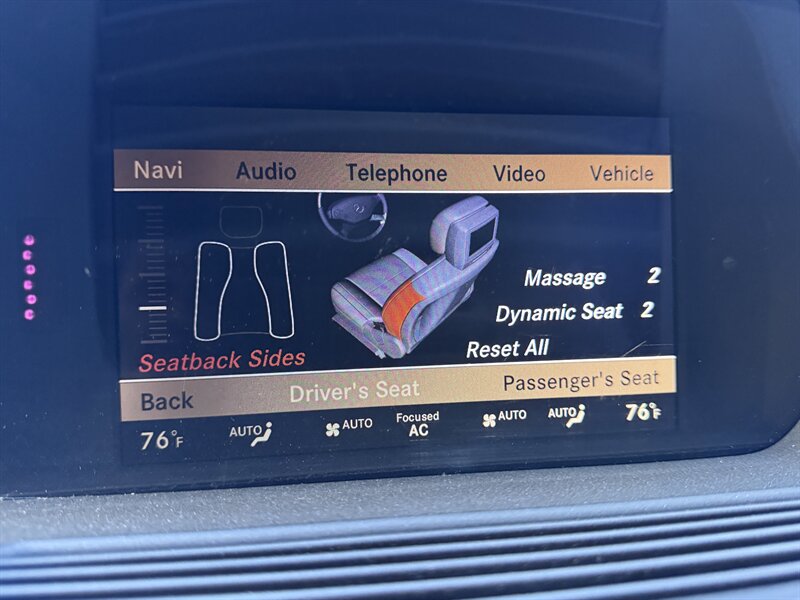 Navi Audio Telephone Video Vehicle
Massage 2
Dynamic Seat 2
Reset All
Seatback Sides
Back Driver's Seat Passenger's Seat
76°F AUTO AUTO Focused AC AUTO AUTO 76°F